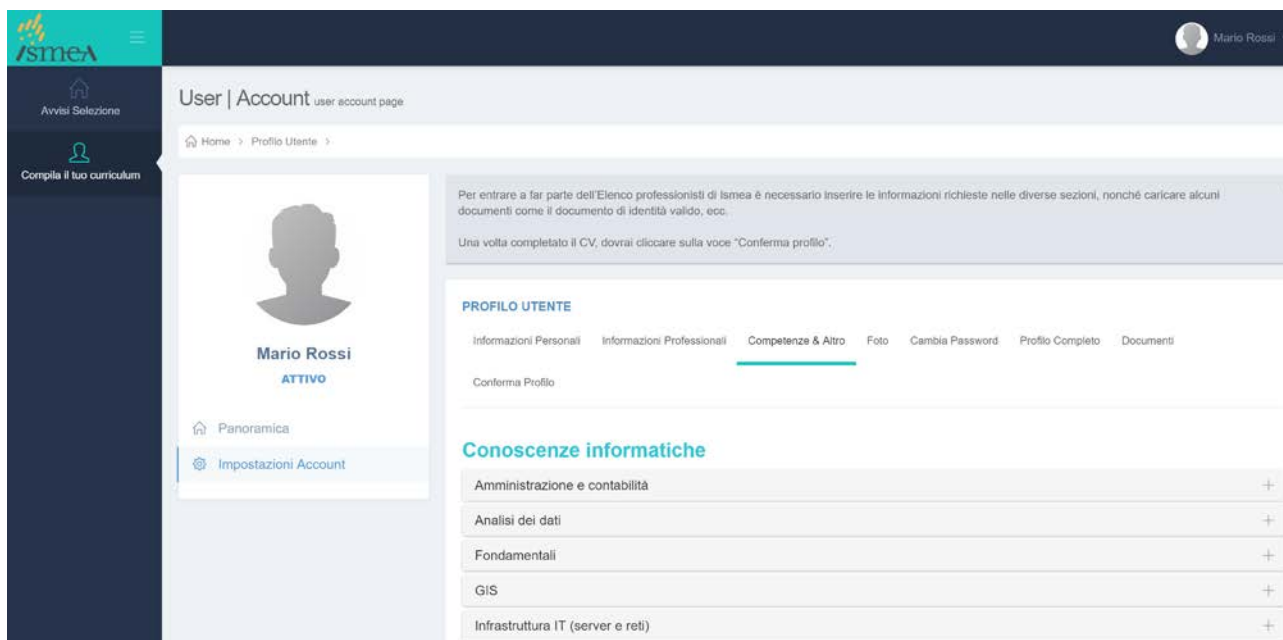 Ismea
Mario Rossi
Avvisi Selezione
Compila il tuo curriculum
User | Account user account page
Home > Profilo Utente >
Mario Rossi
ATTIVO
Panoramica
Impostazioni Account
Per entrare a far parte dell'Elenco professionisti di Ismea è necessario inserire le informazioni richieste nelle diverse sezioni, nonché caricare alcuni
documenti come il documento di identità valido, ecc.
Una volta completato il CV, dovrai cliccare sulla voce "Conferma profilo".
PROFILO UTENTE
Informazioni Personali Informazioni Professionali Competenze & Altro Foto Cambia Password Profilo Completo Documenti
Conferma Profilo
Conoscenze informatiche
Amministrazione e contabilità +
Analisi dei dati +
Fondamentali +
GIS +
Infrastruttura IT (server e reti) +